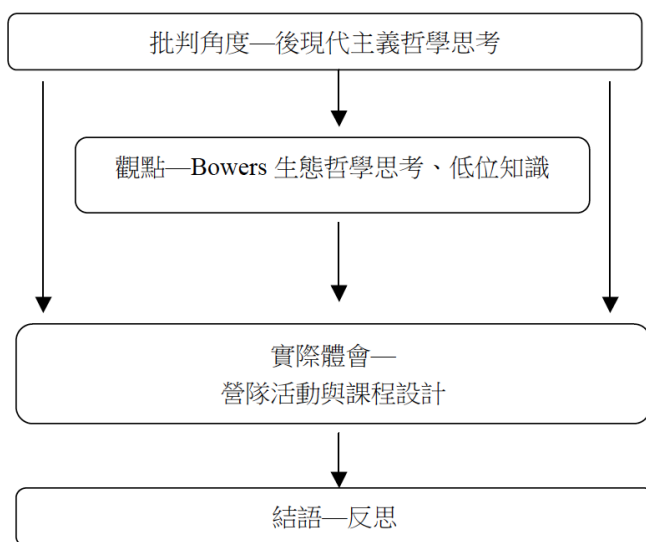 批判角度—後現代主義哲學思考
觀點—Bowers 生態哲學思考、低位知識
實際體會—
營隊活動與課程設計
結語—反思